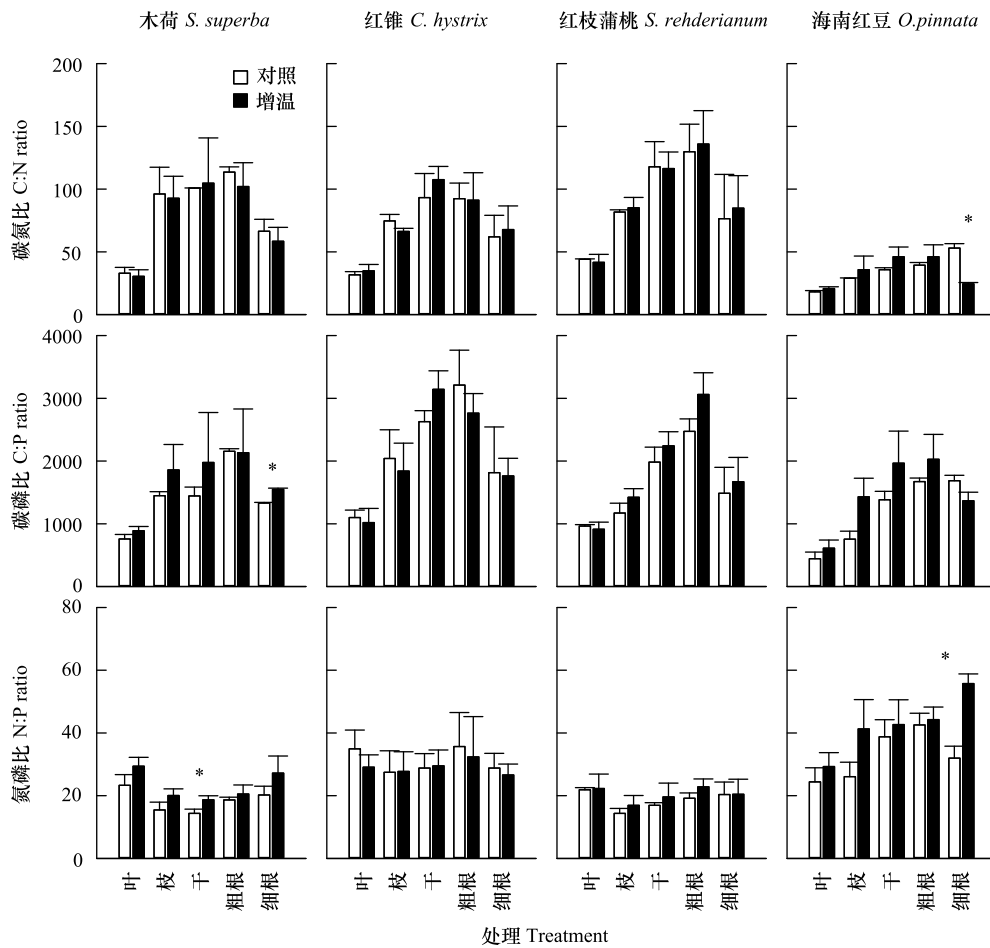 木荷 S. superba
红锥 C. hystrix
红枝蒲桃 S. rehderianum
海南红豆 O.pinnata
对照
增温
碳氮比 C:N ratio
200
150
100
50
0
*
碳磷比 C:P ratio
4000
3000
2000
1000
0
*
氮磷比 N:P ratio
80
60
40
20
0
*
*
叶 枝 干 粗根 细根
叶 枝 干 粗根 细根
叶 枝 干 粗根 细根
叶 枝 干 粗根 细根
处理 Treatment